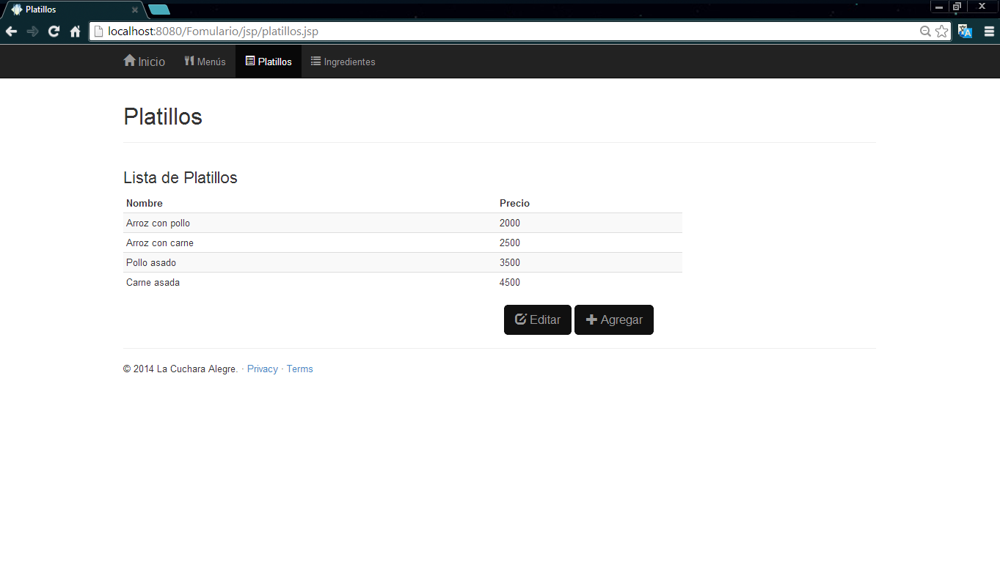 Platillos
localhost:8080/Fomulario/jsp/platillos.jsp
Inicio Menús Platillos Ingredientes
Platillos
Lista de Platillos
Nombre Precio
Arroz con pollo 2000
Arroz con carne 2500
Pollo asado 3500
Carne asada 4500
Editar Agregar
© 2014 La Cuchara Alegre. · Privacy · Terms